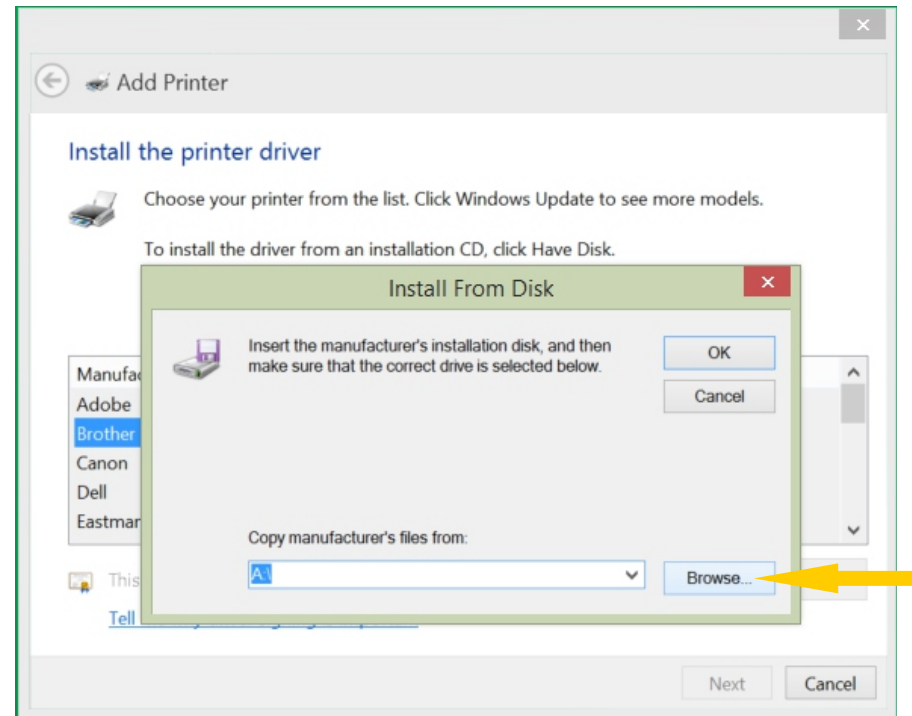 Add Printer
Install the printer driver
Choose your printer from the list. Click Windows Update to see more models.
To install the driver from an installation CD, click Have Disk.
Install From Disk
Insert the manufacturer's installation disk, and then
make sure that the correct drive is selected below.
OK
Cancel
Manufac
Adobe
Brother
Canon
Dell
Eastman
Copy manufacturer's files from:
A:\
Browse...
This
Tell
Next
Cancel